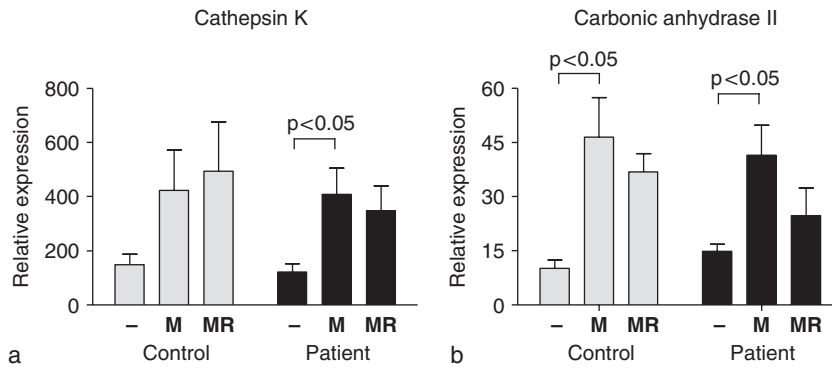 Cathepsin K
Relative expression
800
600
400
200
0
p<0.05
– M MR – M MR
Control Patient
a
Carbonic anhydrase II
Relative expression
60
45
30
15
0
p<0.05
p<0.05
– M MR – M MR
Control Patient
b